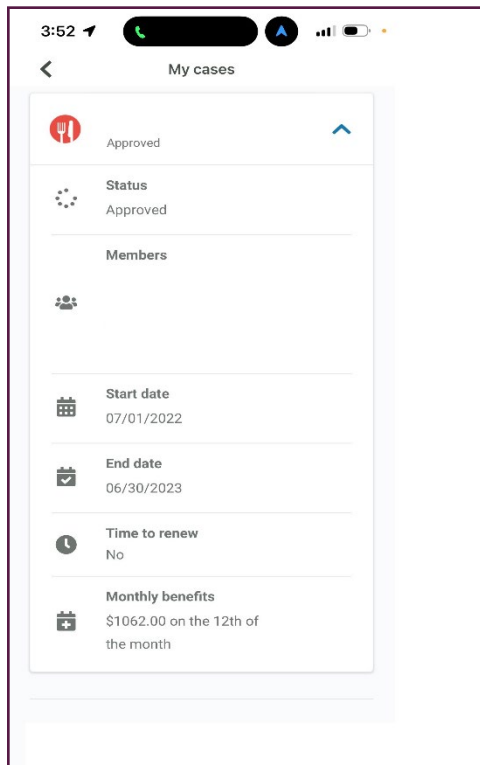 3:52
My cases
Approved
Status
Approved
Members
Start date
07/01/2022
End date
06/30/2023
Time to renew
No
Monthly benefits
$1062.00 on the 12th of
the month